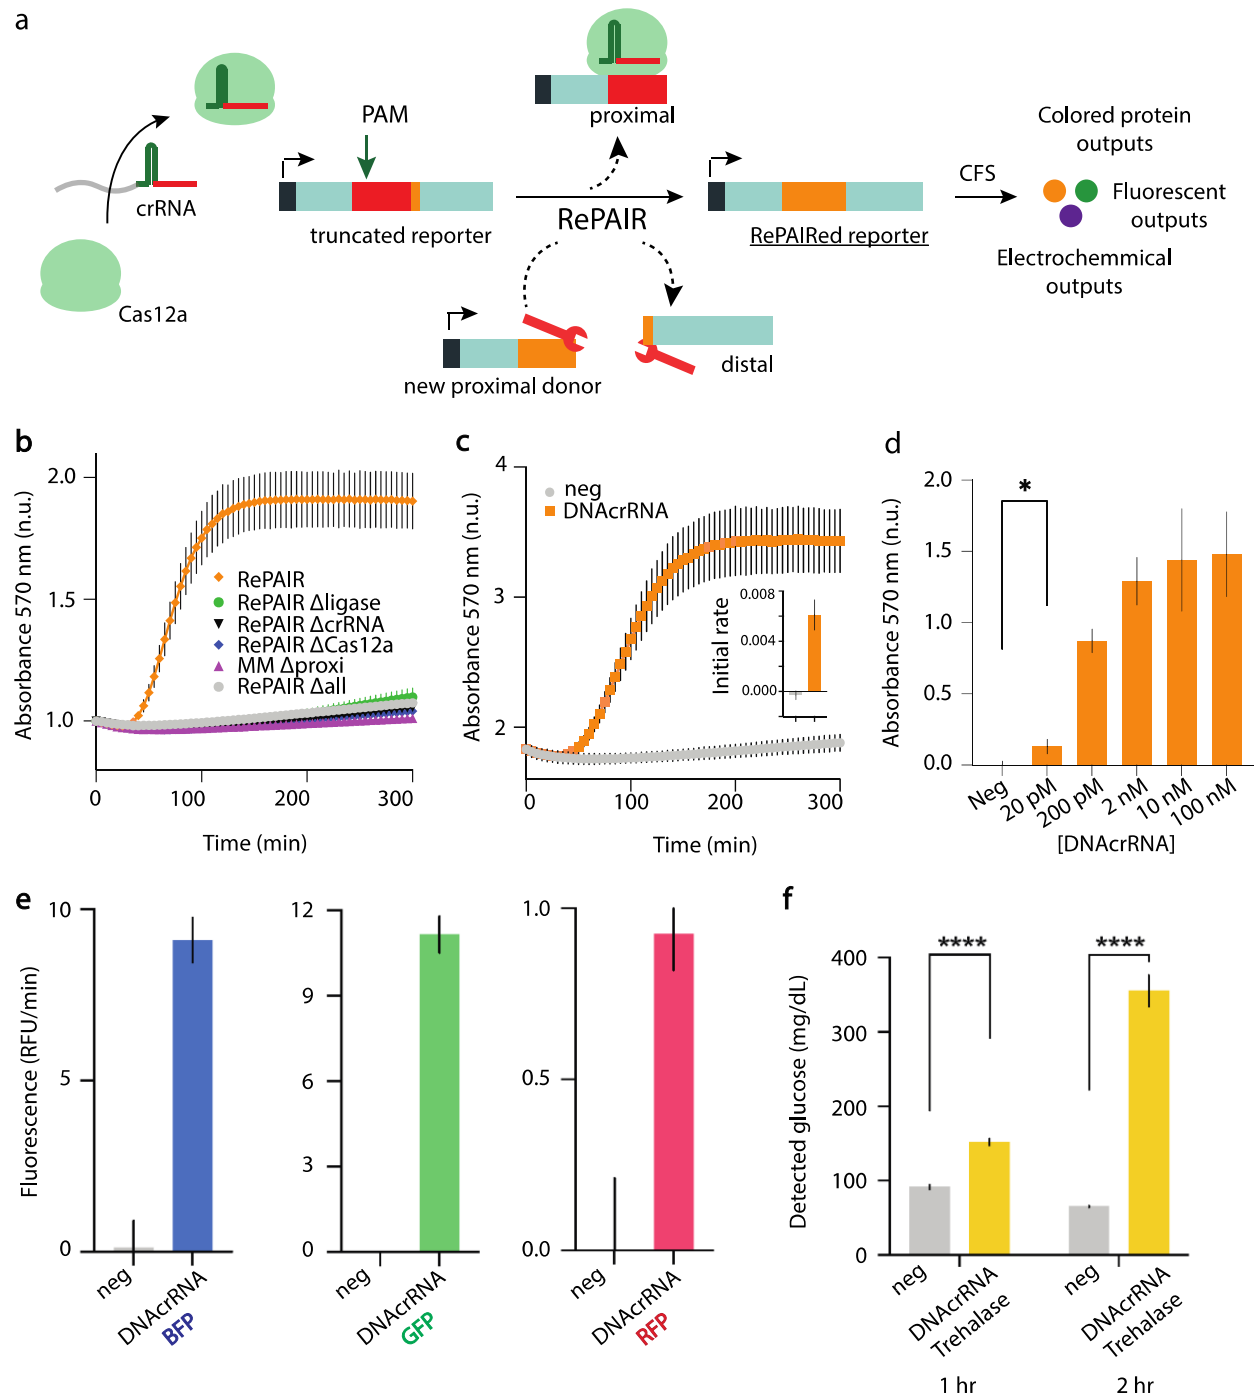 a
PAM
crRNA
Cas12a
truncated reporter
proximal
RePAIR
new proximal donor
distal
RePAIRed reporter
CFS
Colored protein
outputs
Fluorescent
outputs
Electrochemmical
outputs
b
Absorbance 570 nm (n.u.)
2.0
1.5
1.0
RePAIR
RePAIR Δligase
RePAIR ΔcrRNA
RePAIR ΔCas12a
MM Δproxi
RePAIR Δall
0
100
200
300
Time (min)
c
Absorbance 570 nm (n.u.)
4
3
2
neg
DNAcrRNA
Initial rate
0.008
0.004
0.000
0
100
200
300
Time (min)
d
Absorbance 570 nm (n.u.)
2.0
1.5
1.0
0.5
0.0
*
Neg
20 pM
200 pM
2 nM
10 nM
100 nM
[DNAcrRNA]
e
Fluorescence (RFU/min)
10
5
0
neg
DNAcrRNA
BFP
12
9
6
3
0
neg
DNAcrRNA
GFP
1.0
0.5
0.0
neg
DNAcrRNA
RFP
f
Detected glucose (mg/dL)
400
300
200
100
0
****
****
neg
DNAcrRNA
Trehalase
neg
DNAcrRNA
Trehalase
1 hr
2 hr